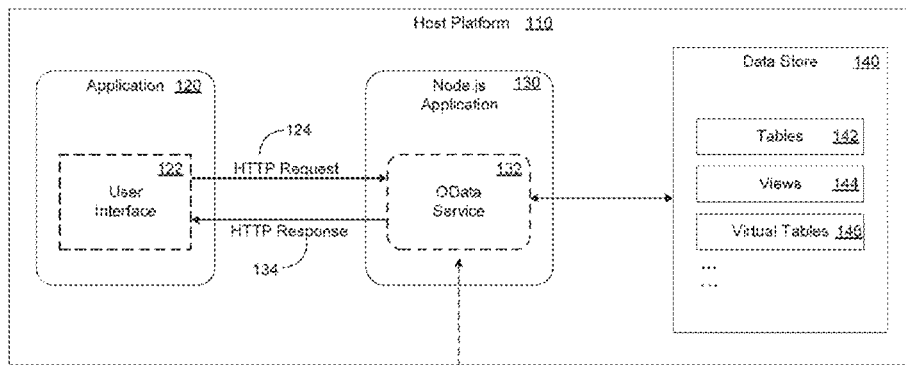 Host Platform 110
Application 120
Node.js Application 130
Data Store 140
124
HTTP Request
122
User Interface
132
OData Service
HTTP Response
134
Tables 142
Views 144
Virtual Tables 146
...
...